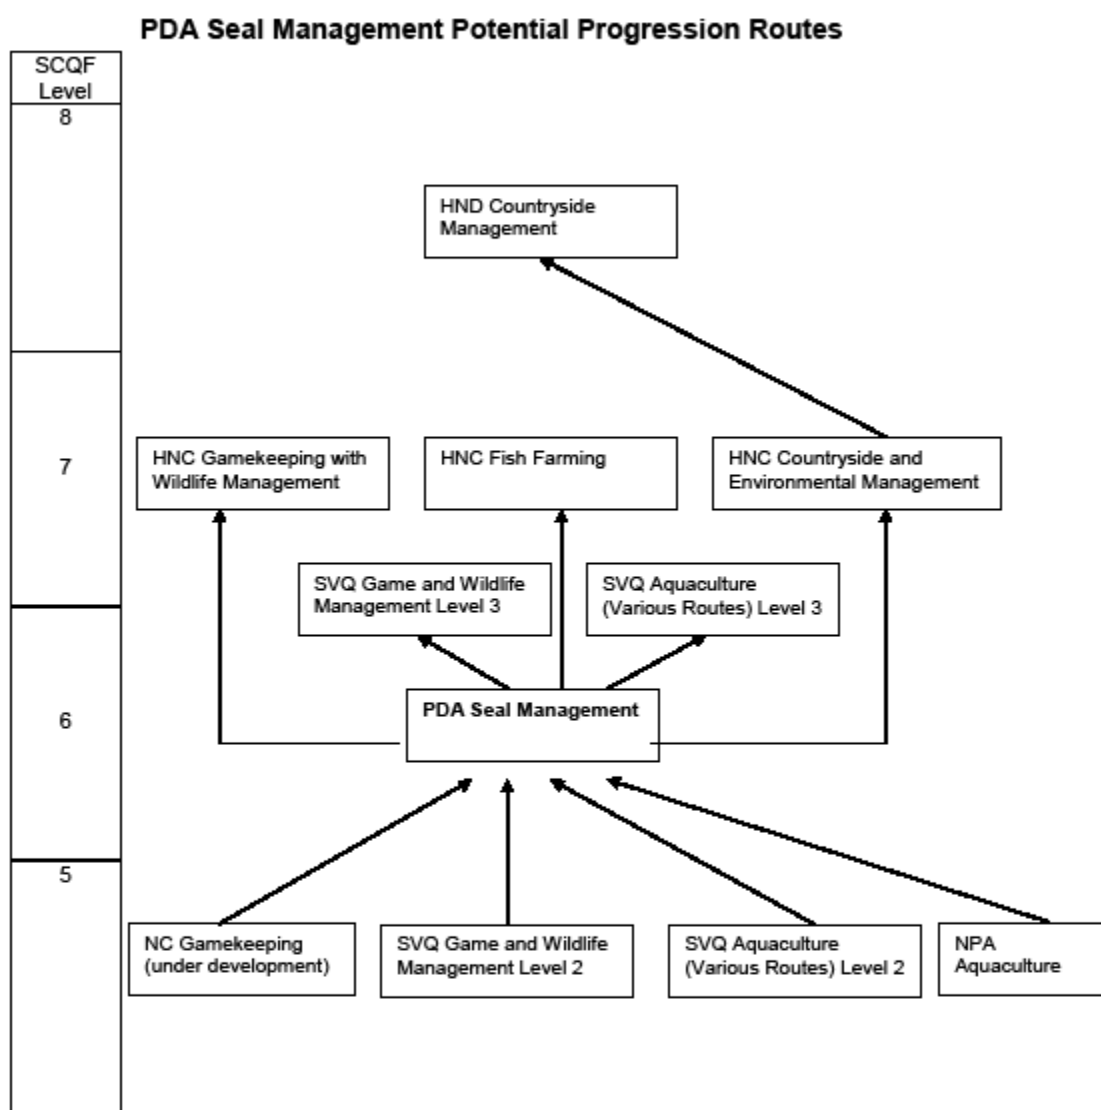 PDA Seal Management Potential Progression Routes
SCQF
Level
8
HND Countryside
Management
7
HNC Gamekeeping with
Wildlife Management
HNC Fish Farming
HNC Countryside and
Environmental Management
SVQ Game and Wildlife
Management Level 3
SVQ Aquaculture
(Various Routes) Level 3
6
PDA Seal Management
5
NC Gamekeeping
(under development)
SVQ Game and Wildlife
Management Level 2
SVQ Aquaculture
(Various Routes) Level 2
NPA
Aquaculture